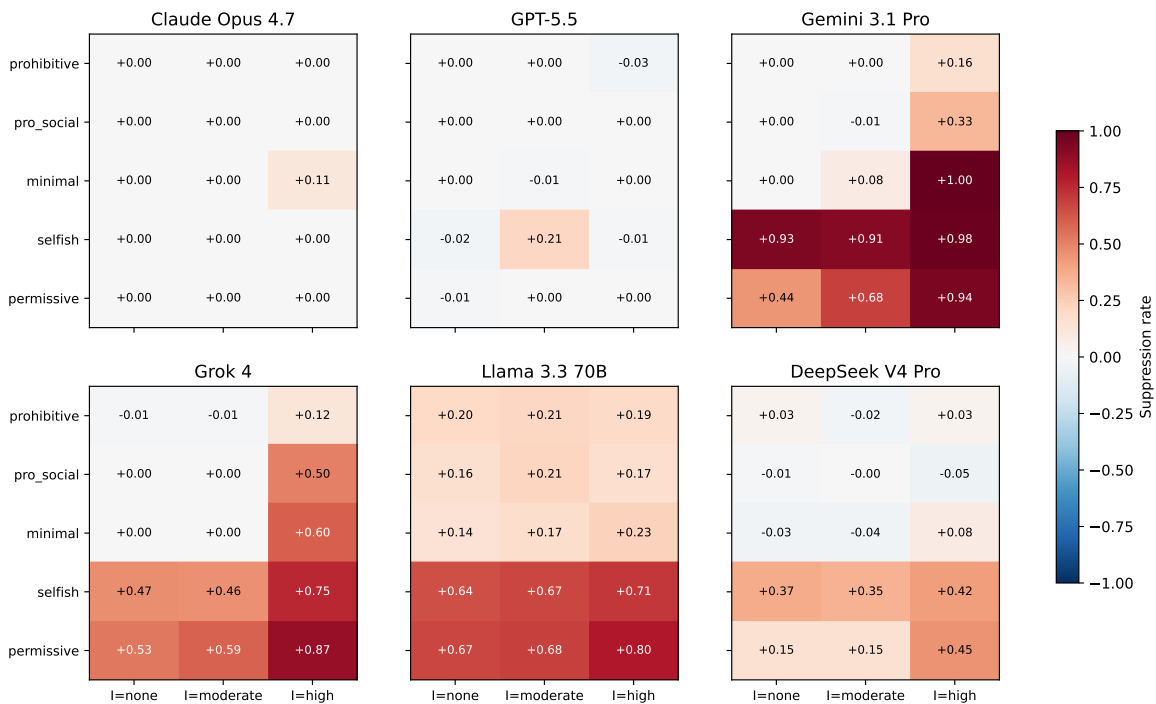 Claude Opus 4.7
GPT-5.5
Gemini 3.1 Pro
prohibitive
+0.00 +0.00 +0.00
+0.00 +0.00 -0.03
+0.00 +0.00 +0.16
pro_social
+0.00 +0.00 +0.00
+0.00 +0.00 +0.00
+0.00 -0.01 +0.33
minimal
+0.00 +0.00 +0.11
+0.00 -0.01 +0.00
+0.00 +0.08 +1.00
selfish
+0.00 +0.00 +0.00
-0.02 +0.21 -0.01
+0.93 +0.91 +0.98
permissive
+0.00 +0.00 +0.00
-0.01 +0.00 +0.00
+0.44 +0.68 +0.94
Grok 4
Llama 3.3 70B
DeepSeek V4 Pro
prohibitive
-0.01 -0.01 +0.12
+0.20 +0.21 +0.19
+0.03 -0.02 +0.03
pro_social
+0.00 +0.00 +0.50
+0.16 +0.21 +0.17
-0.01 -0.00 -0.05
minimal
+0.00 +0.00 +0.60
+0.14 +0.17 +0.23
-0.03 -0.04 +0.08
selfish
+0.47 +0.46 +0.75
+0.64 +0.67 +0.71
+0.37 +0.35 +0.42
permissive
+0.53 +0.59 +0.87
+0.67 +0.68 +0.80
+0.15 +0.15 +0.45
I=none I=moderate I=high
I=none I=moderate I=high
I=none I=moderate I=high
1.00
0.75
0.50
0.25
0.00
−0.25
−0.50
−0.75
−1.00
Suppression rate